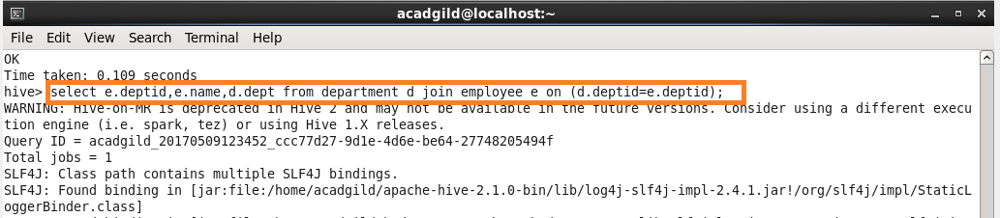 acadgild@localhost:~
File Edit View Search Terminal Help
OK
Time taken: 0.109 seconds
hive> select e.deptid,e.name,d.dept from department d join employee e on (d.deptid=e.deptid);
WARNING: Hive-on-MR is deprecated in Hive 2 and may not be available in the future versions. Consider using a different execu
tion engine (i.e. spark, tez) or using Hive 1.X releases.
Query ID = acadgild_20170509123452_ccc77d27-9d1e-4d6e-be64-27748205494f
Total jobs = 1
SLF4J: Class path contains multiple SLF4J bindings.
SLF4J: Found binding in [jar:file:/home/acadgild/apache-hive-2.1.0-bin/lib/log4j-slf4j-impl-2.4.1.jar!/org/slf4j/impl/StaticL
oggerBinder.class]